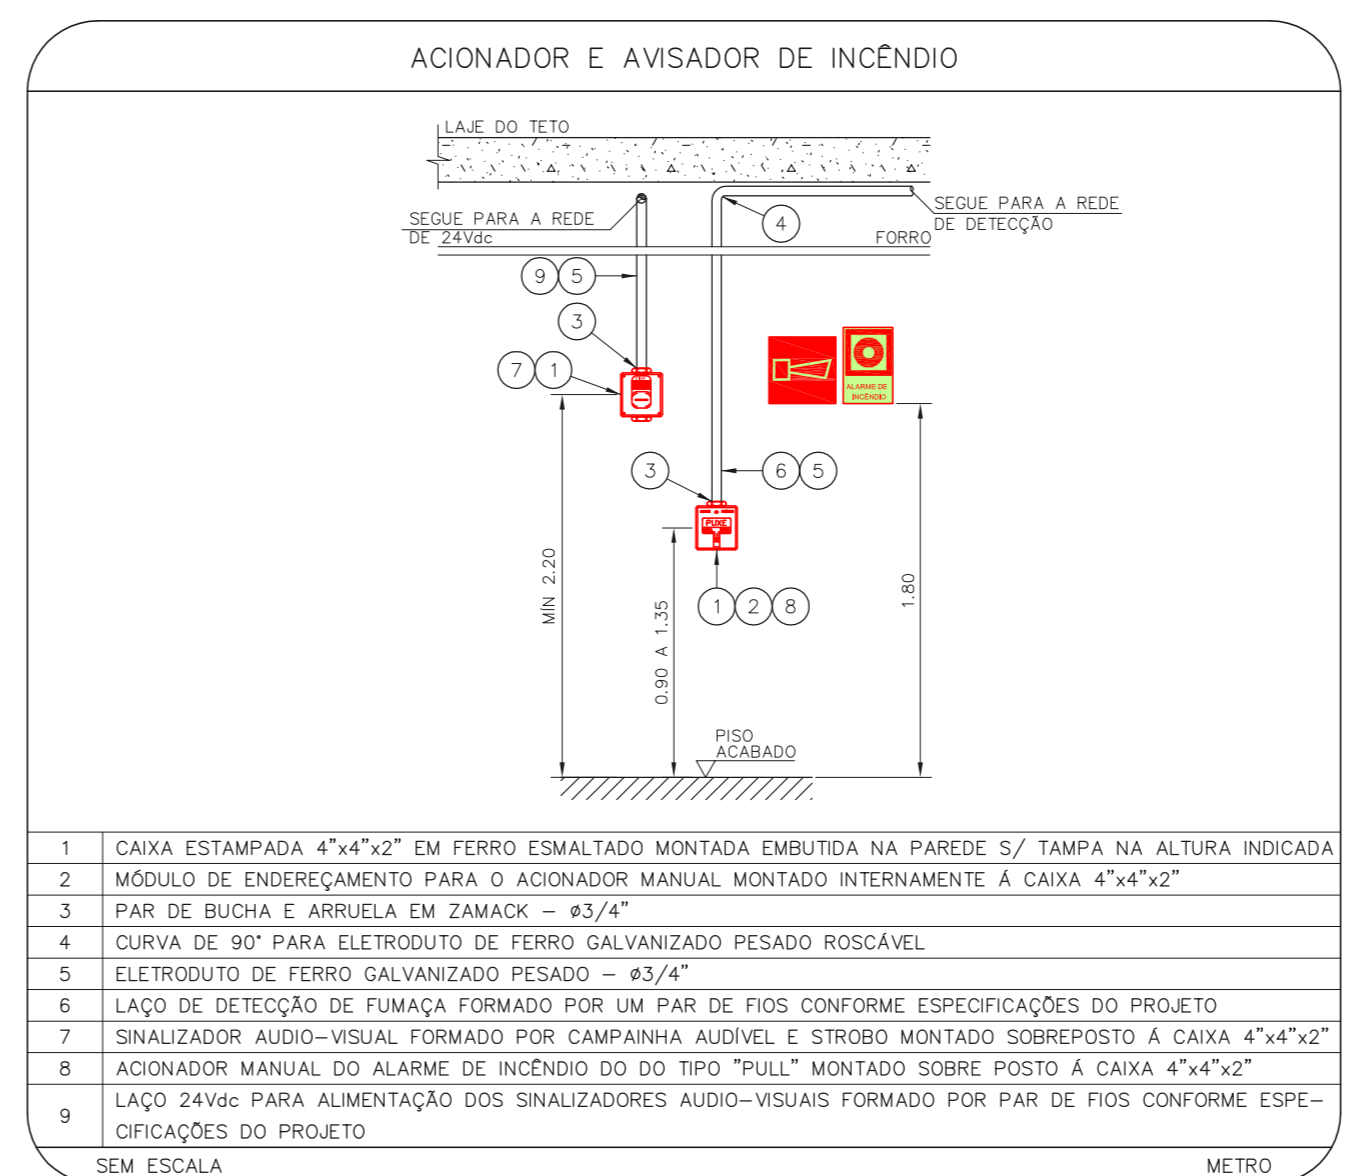 ACIONADOR E AVISADOR DE INCÊNDIO
LAJE DO TETO
SEGUE PARA A REDE
DE 24Vdc
SEGUE PARA A REDE
DE DETECÇÃO
4
FORRO
9 5
3
7 1
ALARME DE
INCÊNDIO
3
6 5
PUXE
1 2 8
MÍN 2.20
0.90 A 1.35
1.80
PISO
ACABADO
1 CAIXA ESTAMPADA 4"x4"x2" EM FERRO ESMALTADO MONTADA EMBUTIDA NA PAREDE S/ TAMPA NA ALTURA INDICADA
2 MÓDULO DE ENDEREÇAMENTO PARA O ACIONADOR MANUAL MONTADO INTERNAMENTE Á CAIXA 4"x4"x2"
3 PAR DE BUCHA E ARRUELA EM ZAMACK – ø3/4"
4 CURVA DE 90° PARA ELETRODUTO DE FERRO GALVANIZADO PESADO ROSCÁVEL
5 ELETRODUTO DE FERRO GALVANIZADO PESADO – ø3/4"
6 LAÇO DE DETECÇÃO DE FUMAÇA FORMADO POR UM PAR DE FIOS CONFORME ESPECIFICAÇÕES DO PROJETO
7 SINALIZADOR AUDIO–VISUAL FORMADO POR CAMPAINHA AUDÍVEL E STROBO MONTADO SOBREPOSTO Á CAIXA 4"x4"x2"
8 ACIONADOR MANUAL DO ALARME DE INCÊNDIO DO DO TIPO "PULL" MONTADO SOBRE POSTO Á CAIXA 4"x4"x2"
9 LAÇO 24Vdc PARA ALIMENTAÇÃO DOS SINALIZADORES AUDIO–VISUAIS FORMADO POR PAR DE FIOS CONFORME ESPE–
CIFICAÇÕES DO PROJETO
SEM ESCALA
METRO